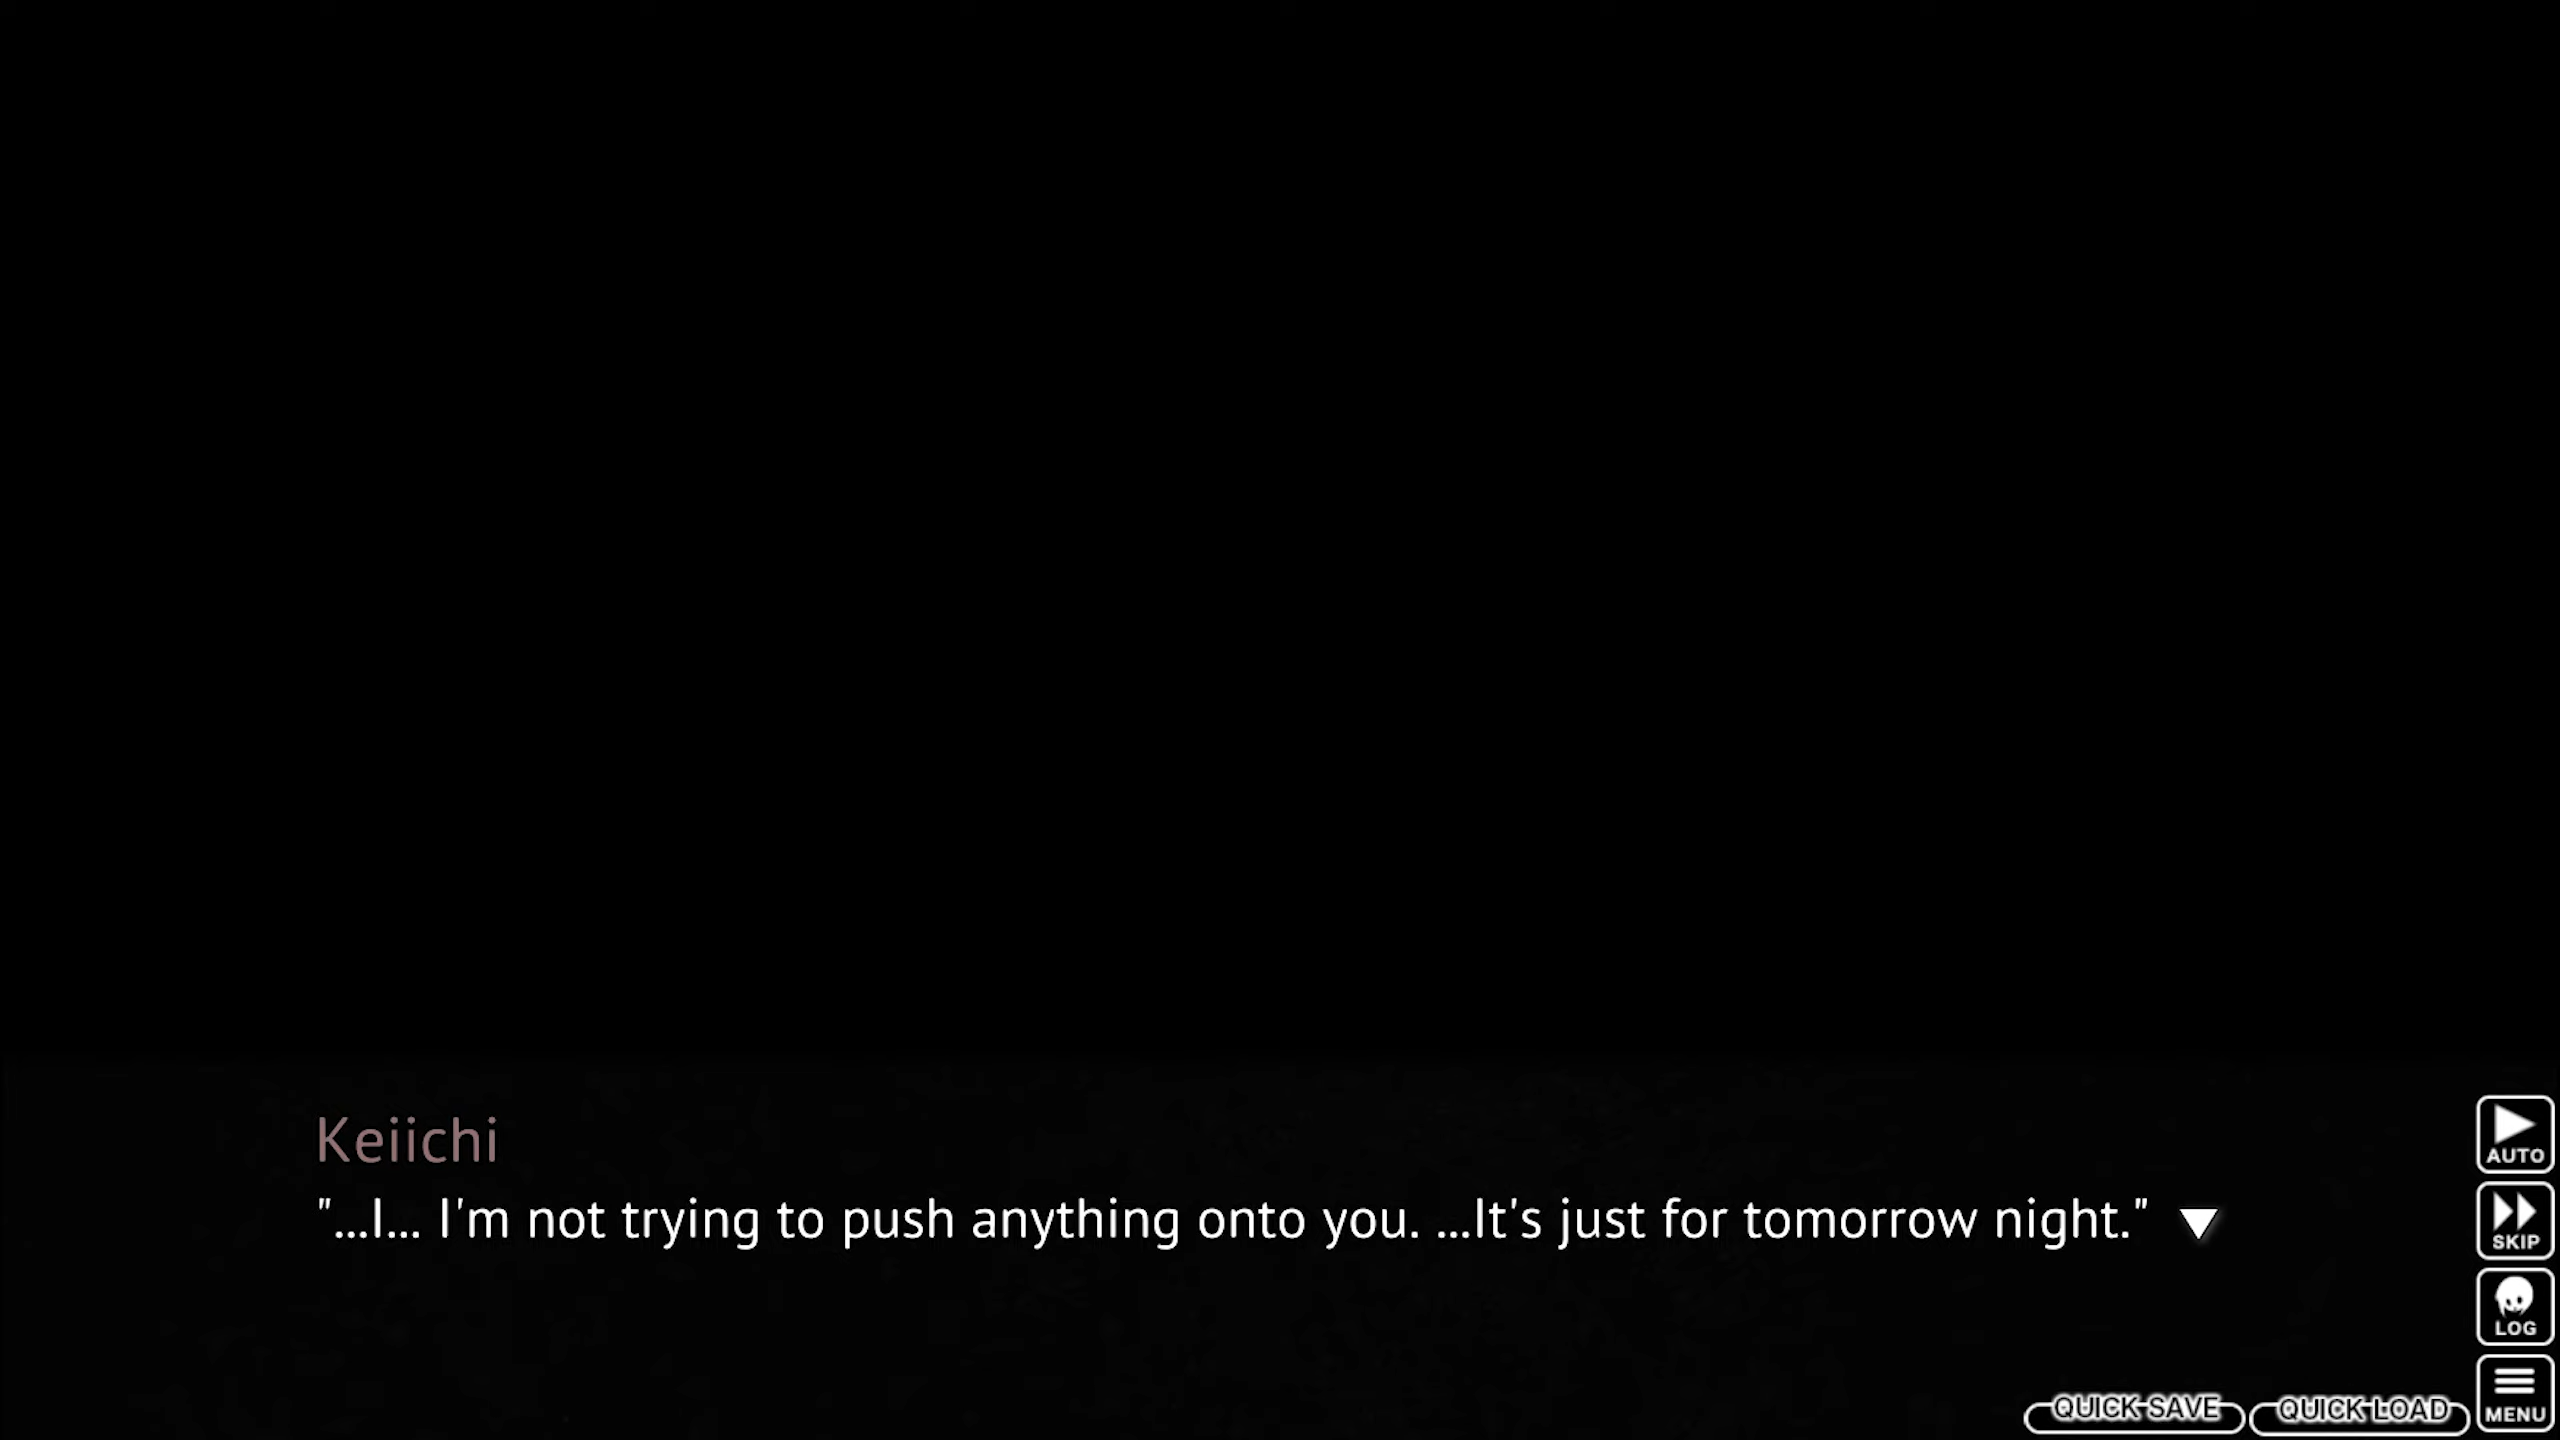 Keiichi
"...I... I'm not trying to push anything onto you. ...It's just for tomorrow night."
AUTO
SKIP
LOG
MENU
QUICK SAVE
QUICK LOAD